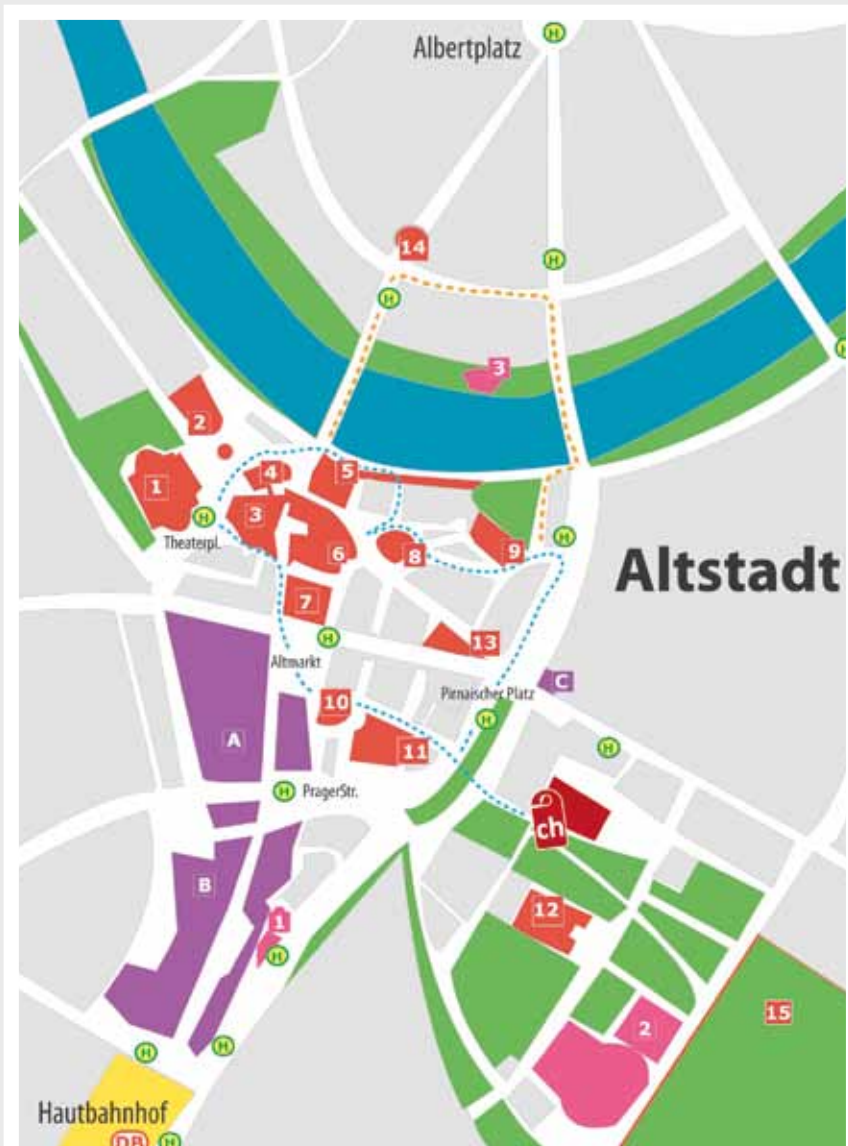 H
Albertplatz
14
H
H
3
H
2
4
5
1
3
H
Theaterpl.
6
8
9
H
Altstadt
7
H
13
Altmarkt
C
Pirnaischer Platz
10
H
A
11
H
H
PragerStr.
ch
B
12
1
H
15
2
H
H
Hautbahnhof
DB
H